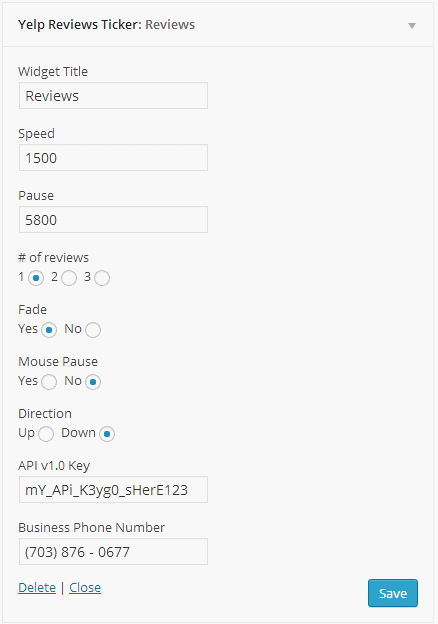 Yelp Reviews Ticker: Reviews
Widget Title
Reviews
Speed
1500
Pause
5800
# of reviews
1 2 3
Fade
Yes No
Mouse Pause
Yes No
Direction
Up Down
API v1.0 Key
mY_APi_K3yg0_sHerE123
Business Phone Number
(703) 876 - 0677
Delete | Close
Save